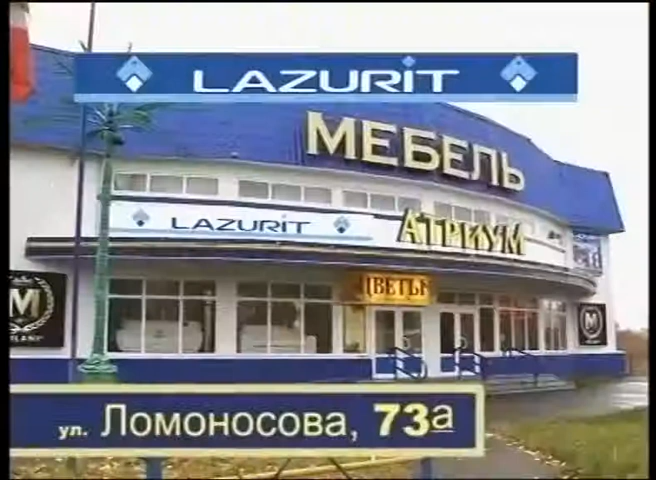 LAZURIT
МЕБЕЛЬ
LAZURIT
АТРИУМ
ЦВЕТЫ
M
M
ул. Ломоносова, 73а